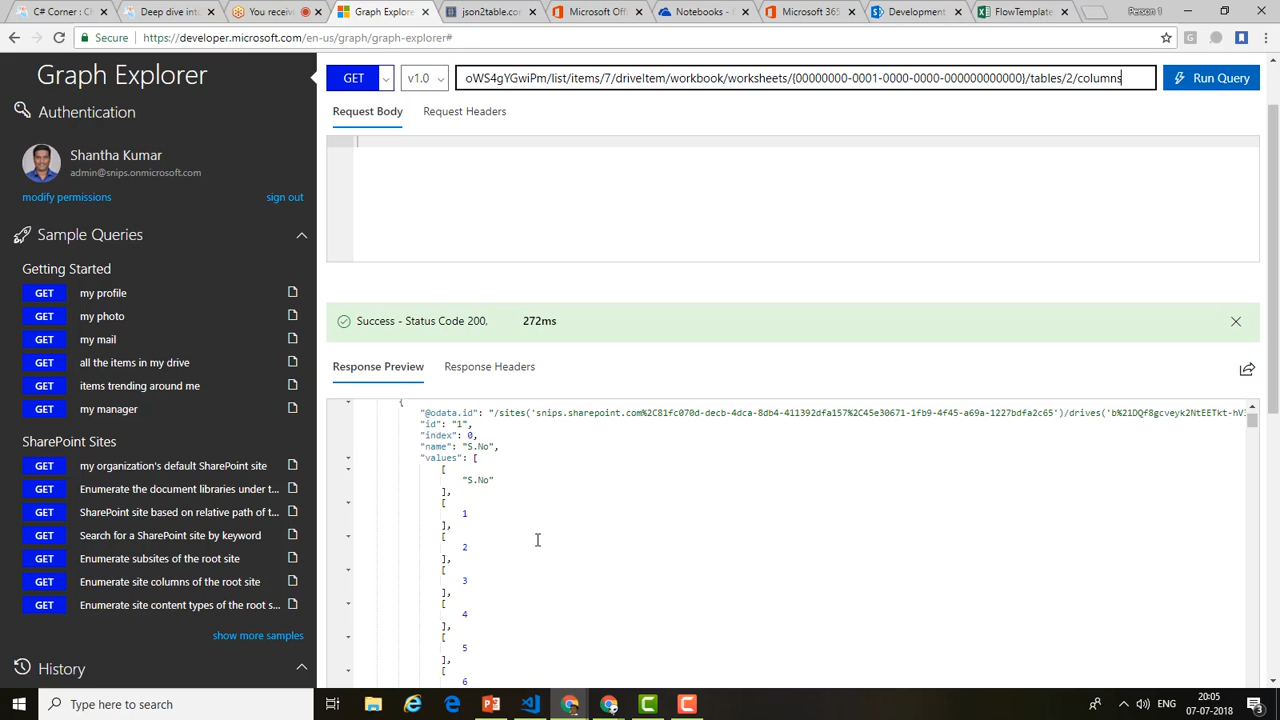 C# Corner : C#
Deep dive into
You receive
Graph Explore
json2table.com
Microsoft Offic
Notebooks -
Microsoft 365
Development
FlowTemplate
Person 1
Secure https://developer.microsoft.com/en-us/graph/graph-explorer#
Graph Explorer
GET v1.0 oWS4gYGwiPm/list/items/7/driveItem/workbook/worksheets/{00000000-0001-0000-0000-000000000000}/tables/2/columns Run Query
Authentication
Request Body Request Headers
Shantha Kumar
admin@snips.onmicrosoft.com
modify permissions sign out
Sample Queries
Getting Started
GET my profile
GET my photo
GET my mail
GET all the items in my drive
GET items trending around me
GET my manager
SharePoint Sites
GET my organization's default SharePoint site
GET Enumerate the document libraries under t...
GET SharePoint site based on relative path of t...
GET Search for a SharePoint site by keyword
GET Enumerate subsites of the root site
GET Enumerate site columns of the root site
GET Enumerate site content types of the root s...
show more samples
History
Success - Status Code 200, 272ms
Response Preview Response Headers
{
"@odata.id": "/sites('snips.sharepoint.com%2C81fc070d-decb-4dca-8db4-411392dfa157%2C45e30671-1fb9-4f45-a69a-1227bdfa2c65')/drives('b%21DQf8gcveyk2NtEETkt-hV
"id": "1",
"index": 0,
"name": "S.No",
"values": [
[
"S.No"
],
[
1
],
[
2
],
[
3
],
[
4
],
[
5
],
[
6
Type here to search
ENG
20:05
07-07-2018
3